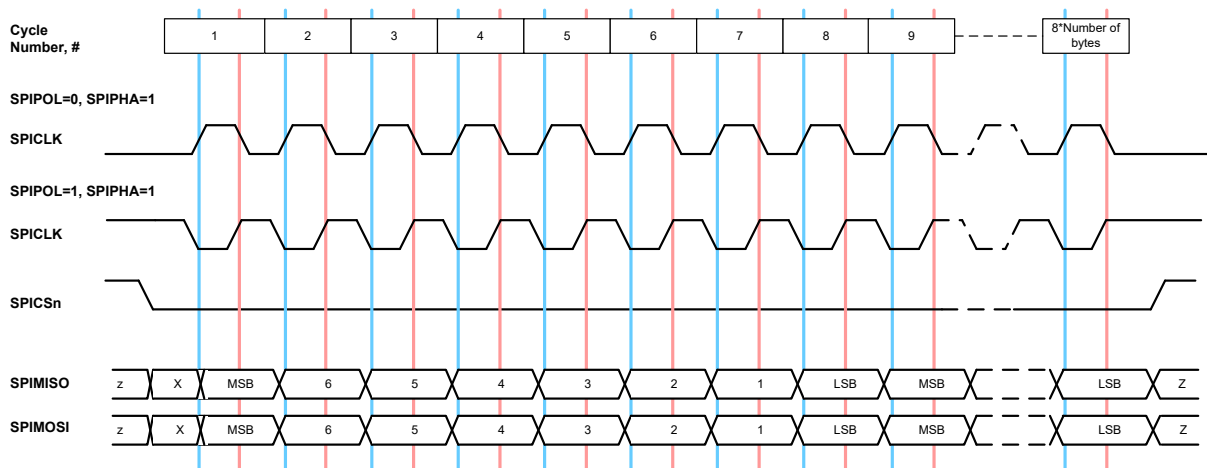 Cycle
Number, #
1 2 3 4 5 6 7 8 9 8*Number of
bytes
SPIPOL=0, SPIPHA=1
SPICLK
SPIPOL=1, SPIPHA=1
SPICLK
SPICSn
SPIMISO z X MSB 6 5 4 3 2 1 LSB MSB LSB Z
SPIMOSI z X MSB 6 5 4 3 2 1 LSB MSB LSB Z